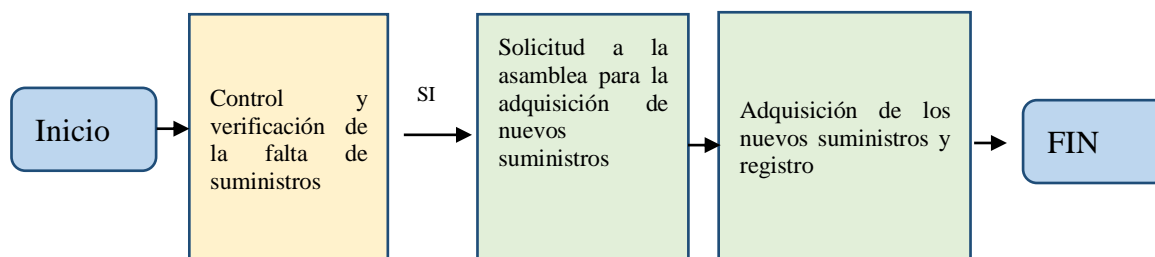 Inicio
Control y
verificación de
la falta de
suministros
SI
Solicitud a la
asamblea para la
adquisición de
nuevos
suministros
Adquisición de los
nuevos suministros y
registro
FIN